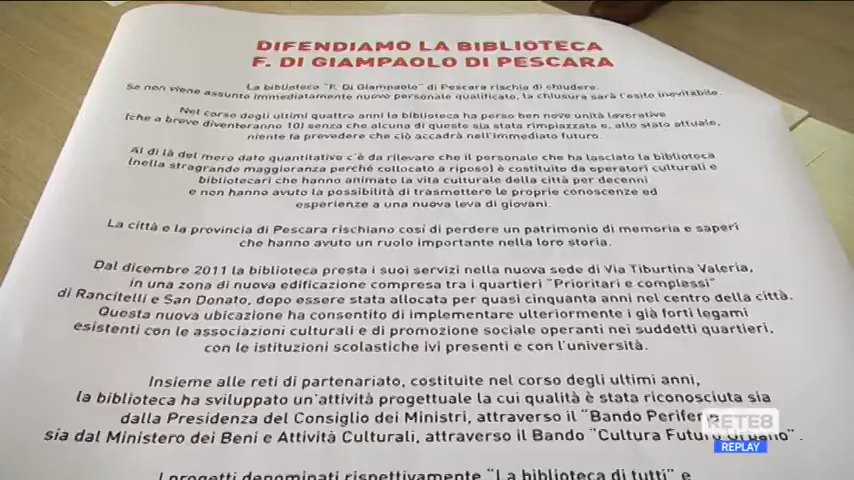 DIFENDIAMO LA BIBLIOTECA
F. DI GIAMPAOLO DI PESCARA
La biblioteca "F. Di Giampaolo" di Pescara rischia di chiudere.
Se non viene assunto immediatamente nuovo personale qualificato, la chiusura sarà l'esito inevitabile.
Nel corso degli ultimi quattro anni la biblioteca ha perso ben nove unità lavorative
(che a breve diventeranno 10) senza che alcuna di queste sia stata rimpiazzata e, allo stato attuale,
niente fa prevedere che ciò accadrà nell'immediato futuro.
Al di là del mero dato quantitativo c'è da rilevare che il personale che ha lasciato la biblioteca
(nella stragrande maggioranza perché collocato a riposo) è costituito da operatori culturali e
bibliotecari che hanno animato la vita culturale della città per decenni
e non hanno avuto la possibilità di trasmettere le proprie conoscenze ed
esperienze a una nuova leva di giovani.
La città e la provincia di Pescara rischiano così di perdere un patrimonio di memoria e saperi
che hanno avuto un ruolo importante nella loro storia.
Dal dicembre 2011 la biblioteca presta i suoi servizi nella nuova sede di Via Tiburtina Valeria,
in una zona di nuova edificazione compresa tra i quartieri "Prioritari e complessi"
di Rancitelli e San Donato, dopo essere stata allocata per quasi cinquanta anni nel centro della città.
Questa nuova ubicazione ha consentito di implementare ulteriormente i già forti legami
esistenti con le associazioni culturali e di promozione sociale operanti nei suddetti quartieri,
con le istituzioni scolastiche ivi presenti e con l'università.
Insieme alle reti di partenariato, costituite nel corso degli ultimi anni,
la biblioteca ha sviluppato un'attività progettuale la cui qualità è stata riconosciuta sia
dalla Presidenza del Consiglio dei Ministri, attraverso il "Bando
sia dal Ministero dei Beni e Attività Culturali, attraverso il Bando "Cultura Futuro Urbano".
I progetti denominati rispettivamente "La biblioteca di tutti" e
RETE8
REPLAY